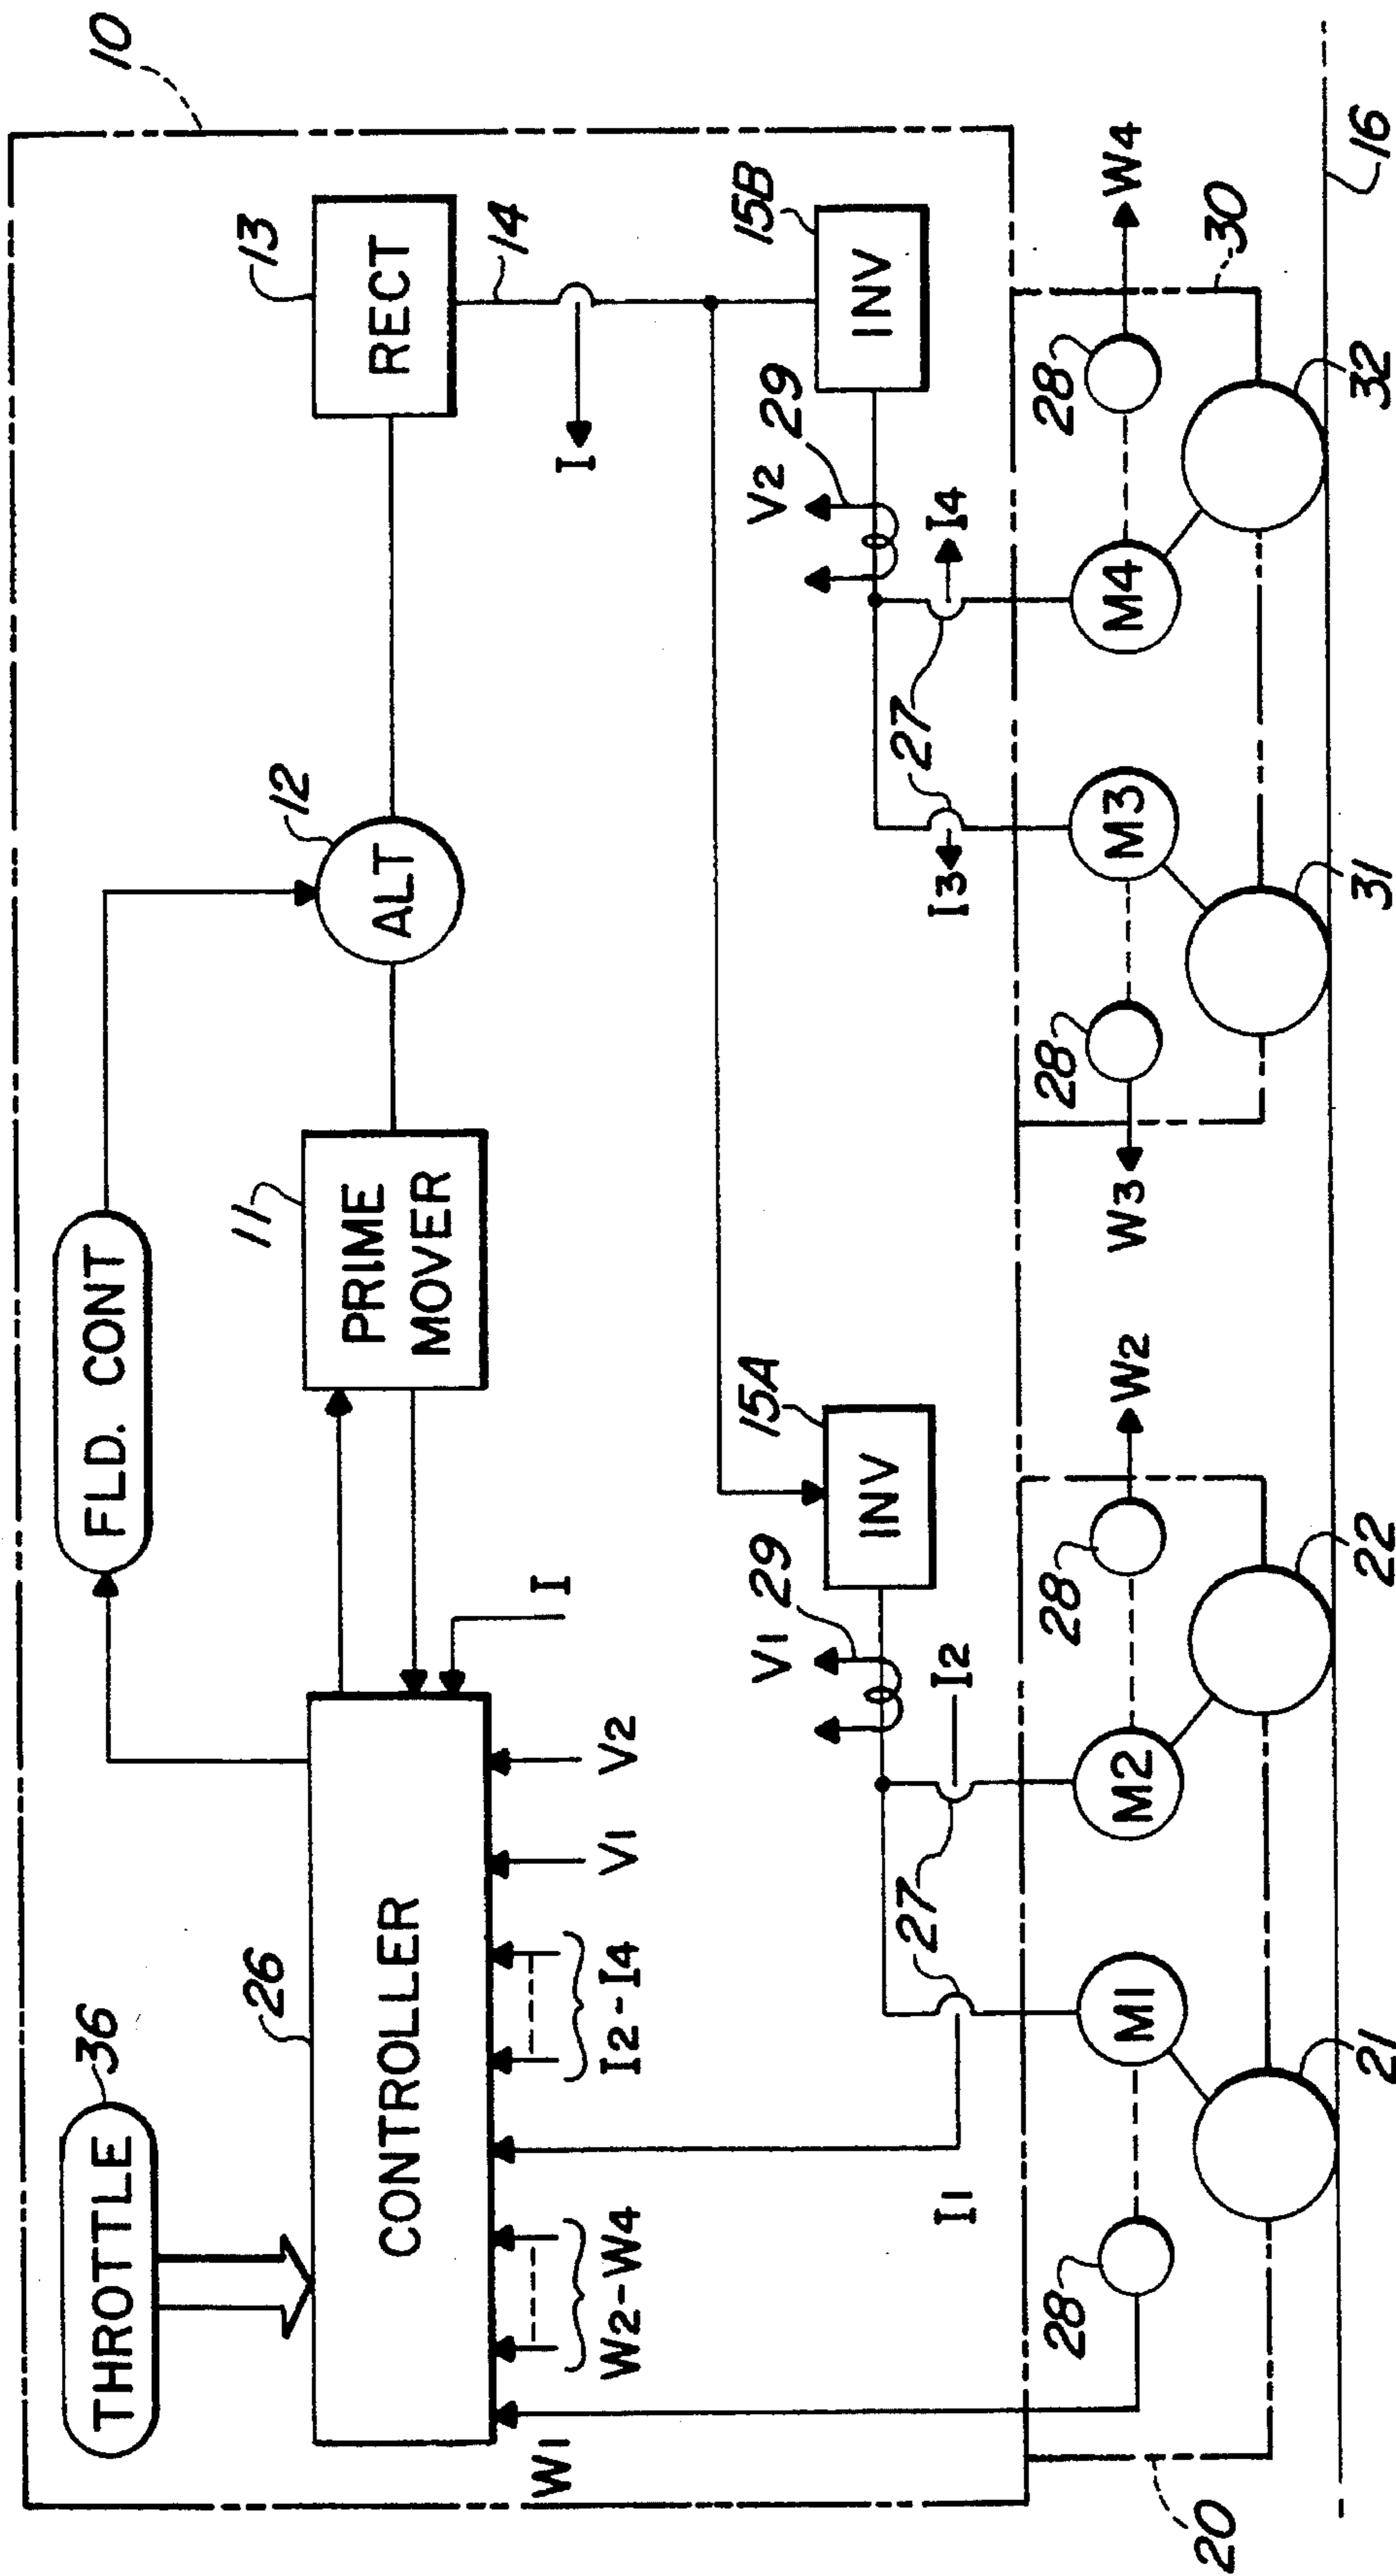 10
THROTTLE
36
FLD. CONT
CONTROLLER
26
PRIME
MOVER
11
ALT
12
RECT
13
14
I
I
W1
W2-W4
I2-I4
V1
V2
I1
INV
15A
V1
29
I2
27
INV
15B
V2
29
I3
I4
27
28
M1
M2
28
W2
W3
28
M3
M4
28
W4
20
21
22
31
32
30
16